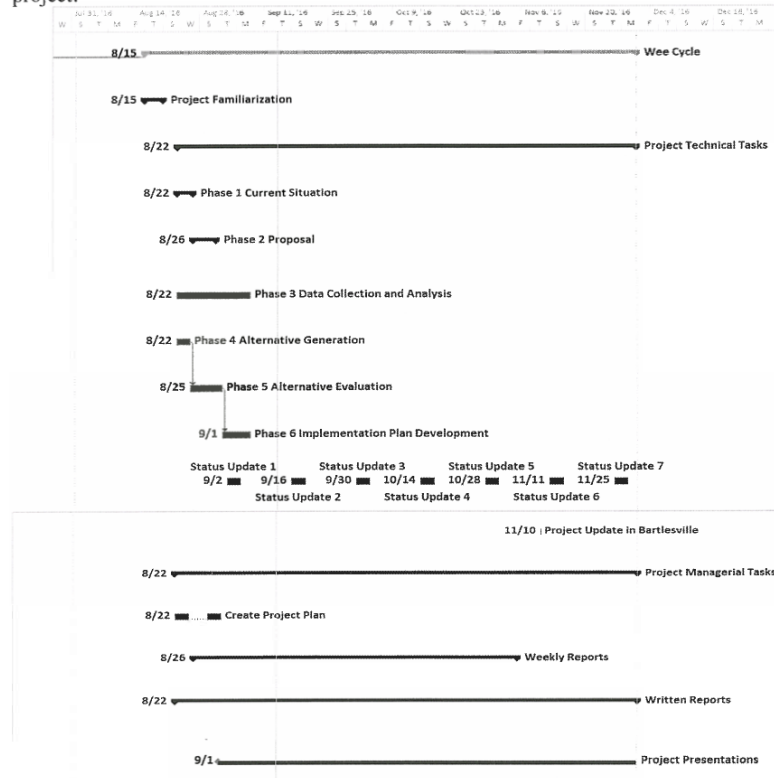 project.
Jul 31, '16 Aug 14, '16 Aug 28, '16 Sep 11, '16 Sep 25, '16 Oct 9, '16 Oct 23, '16 Nov 6, '16 Nov 20, '16 Dec 4, '16 Dec 18, '16
W S T M F T S W S T M F T S W S T M F T S W S T M F T S W S T M F T S W S T M
8/15 Wee Cycle
8/15 Project Familiarization
8/22 Project Technical Tasks
8/22 Phase 1 Current Situation
8/26 Phase 2 Proposal
8/22 Phase 3 Data Collection and Analysis
8/22 Phase 4 Alternative Generation
8/25 Phase 5 Alternative Evaluation
9/1 Phase 6 Implementation Plan Development
Status Update 1 Status Update 3 Status Update 5 Status Update 7
9/2 9/16 9/30 10/14 10/28 11/11 11/25
Status Update 2 Status Update 4 Status Update 6
11/10 Project Update in Bartlesville
8/22 Project Managerial Tasks
8/22 Create Project Plan
8/26 Weekly Reports
8/22 Written Reports
9/1 Project Presentations